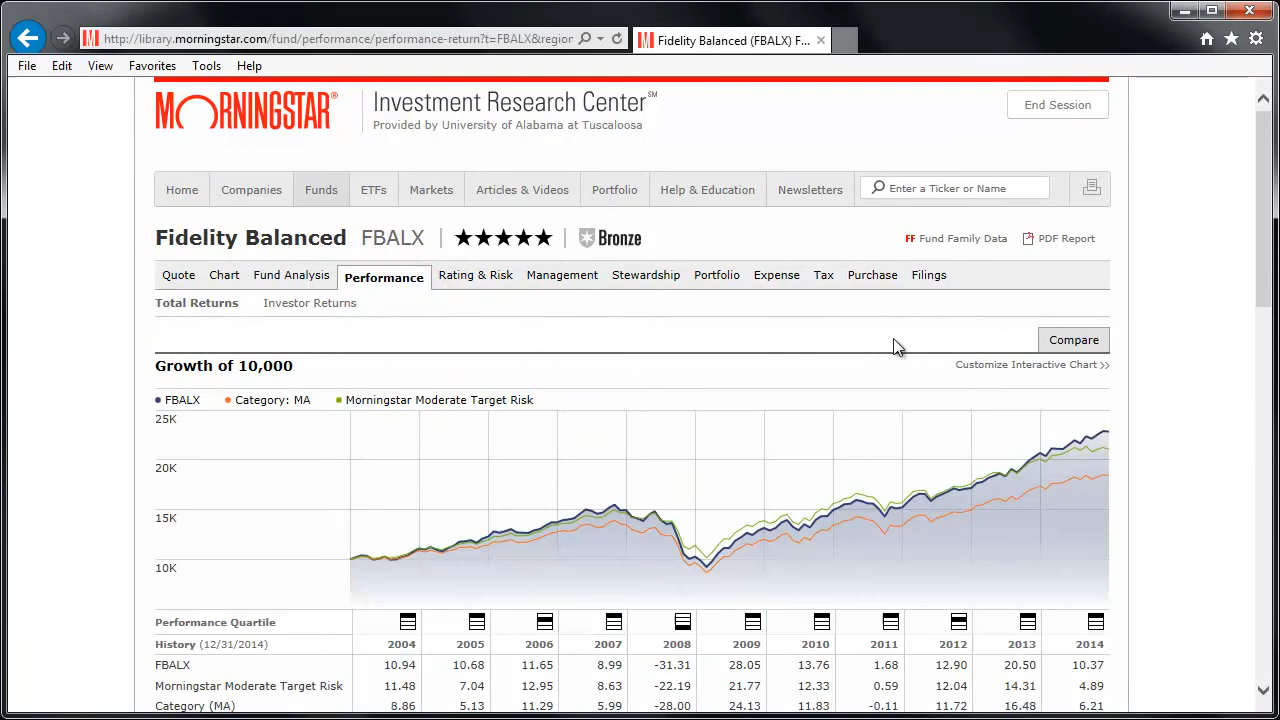 http://library.morningstar.com/fund/performance/performance-return?t=FBALX&region
Fidelity Balanced (FBALX) F...
File Edit View Favorites Tools Help
MORNINGSTAR®
Investment Research Center℠
Provided by University of Alabama at Tuscaloosa
End Session
Home Companies Funds ETFs Markets Articles & Videos Portfolio Help & Education Newsletters Enter a Ticker or Name
Fidelity Balanced FBALX ★★★★★ Bronze
FF Fund Family Data PDF Report
Quote Chart Fund Analysis Performance Rating & Risk Management Stewardship Portfolio Expense Tax Purchase Filings
Total Returns Investor Returns
Compare
Growth of 10,000
Customize Interactive Chart >>
FBALX Category: MA Morningstar Moderate Target Risk
25K
20K
15K
10K
Performance Quartile
History (12/31/2014) 2004 2005 2006 2007 2008 2009 2010 2011 2012 2013 2014
FBALX 10.94 10.68 11.65 8.99 -31.31 28.05 13.76 1.68 12.90 20.50 10.37
Morningstar Moderate Target Risk 11.48 7.04 12.95 8.63 -22.19 21.77 12.33 0.59 12.04 14.31 4.89
Category (MA) 8.86 5.13 11.29 5.99 -28.00 24.13 11.83 -0.11 11.72 16.48 6.21